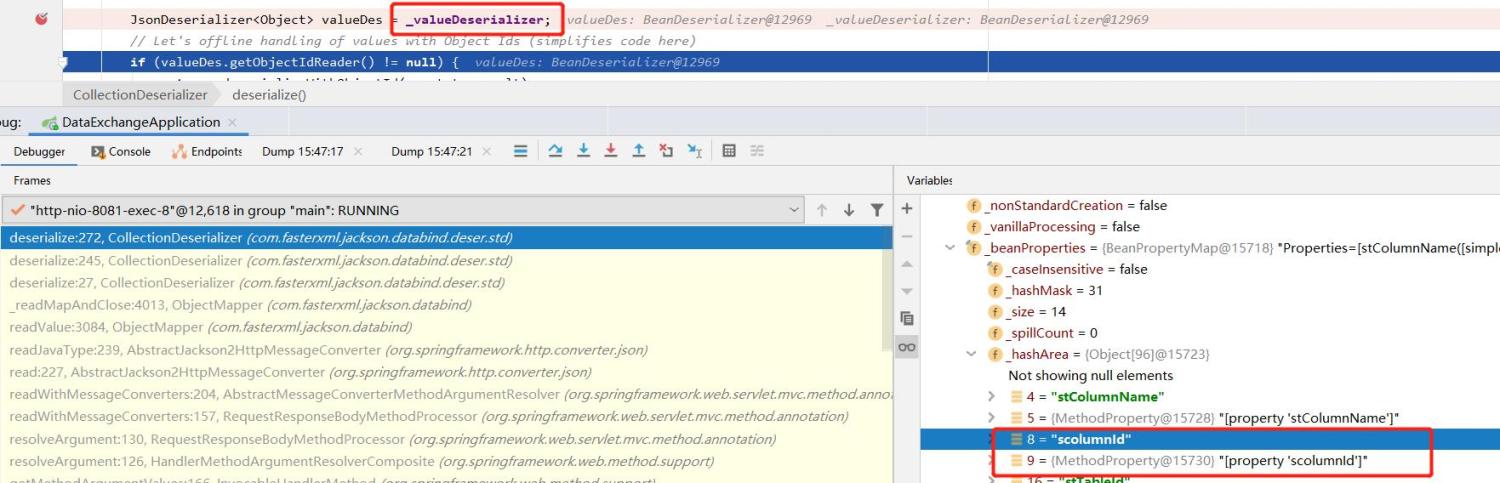 JsonDeserializer<Object> valueDes = _valueDeserializer; valueDes: BeanDeserializer@12969 _valueDeserializer: BeanDeserializer@12969
// Let's offline handling of values with Object Ids (simplifies code here)
if (valueDes.getObjectIdReader() != null) { valueDes: BeanDeserializer@12969
CollectionDeserializer deserialize()
ug: DataExchangeApplication ×
Debugger Console Endpoints Dump 15:47:17 × Dump 15:47:21 ×
Frames
"http-nio-8081-exec-8"@12,618 in group "main": RUNNING
deserialize:272, CollectionDeserializer (com.fasterxml.jackson.databind.deser.std)
deserialize:245, CollectionDeserializer (com.fasterxml.jackson.databind.deser.std)
deserialize:27, CollectionDeserializer (com.fasterxml.jackson.databind.deser.std)
_readMapAndClose:4013, ObjectMapper (com.fasterxml.jackson.databind)
readValue:3084, ObjectMapper (com.fasterxml.jackson.databind)
readJavaType:239, AbstractJackson2HttpMessageConverter (org.springframework.http.converter.json)
read:227, AbstractJackson2HttpMessageConverter (org.springframework.http.converter.json)
readWithMessageConverters:204, AbstractMessageConverterMethodArgumentResolver (org.springframework.web.servlet.mvc.method.anno
readWithMessageConverters:157, RequestResponseBodyMethodProcessor (org.springframework.web.servlet.mvc.method.annotation)
resolveArgument:130, RequestResponseBodyMethodProcessor (org.springframework.web.servlet.mvc.method.annotation)
resolveArgument:126, HandlerMethodArgumentResolverComposite (org.springframework.web.method.support)
Variables
_nonStandardCreation = false
_vanillaProcessing = false
_beanProperties = {BeanPropertyMap@15718} "Properties=[stColumnName([simple
_caseInsensitive = false
_hashMask = 31
_size = 14
_spillCount = 0
_hashArea = {Object[96]@15723}
Not showing null elements
4 = "stColumnName"
5 = {MethodProperty@15728} "[property 'stColumnName']"
8 = "scolumnId"
9 = {MethodProperty@15730} "[property 'scolumnId']"
16 = "stTableId"